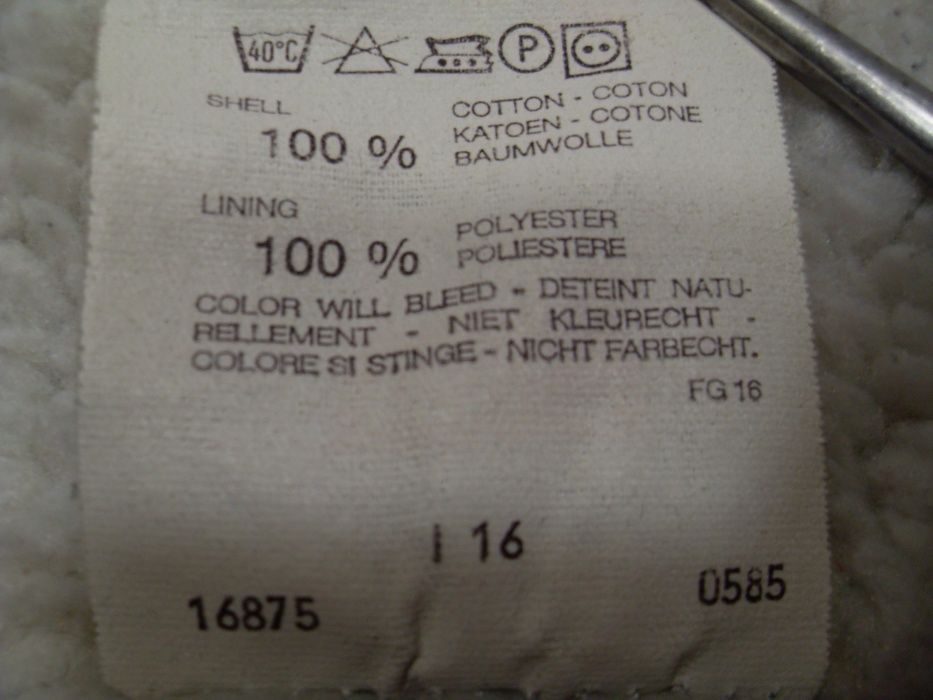 40°C P
SHELL
100 %
COTTON - COTON
KATOEN - COTONE
BAUMWOLLE
LINING
100 %
POLYESTER
POLIESTERE
COLOR WILL BLEED - DETEINT NATU-
RELLEMENT - NIET KLEURECHT -
COLORE SI STINGE - NICHT FARBECHT.
FG 16
I 16
16875
0585